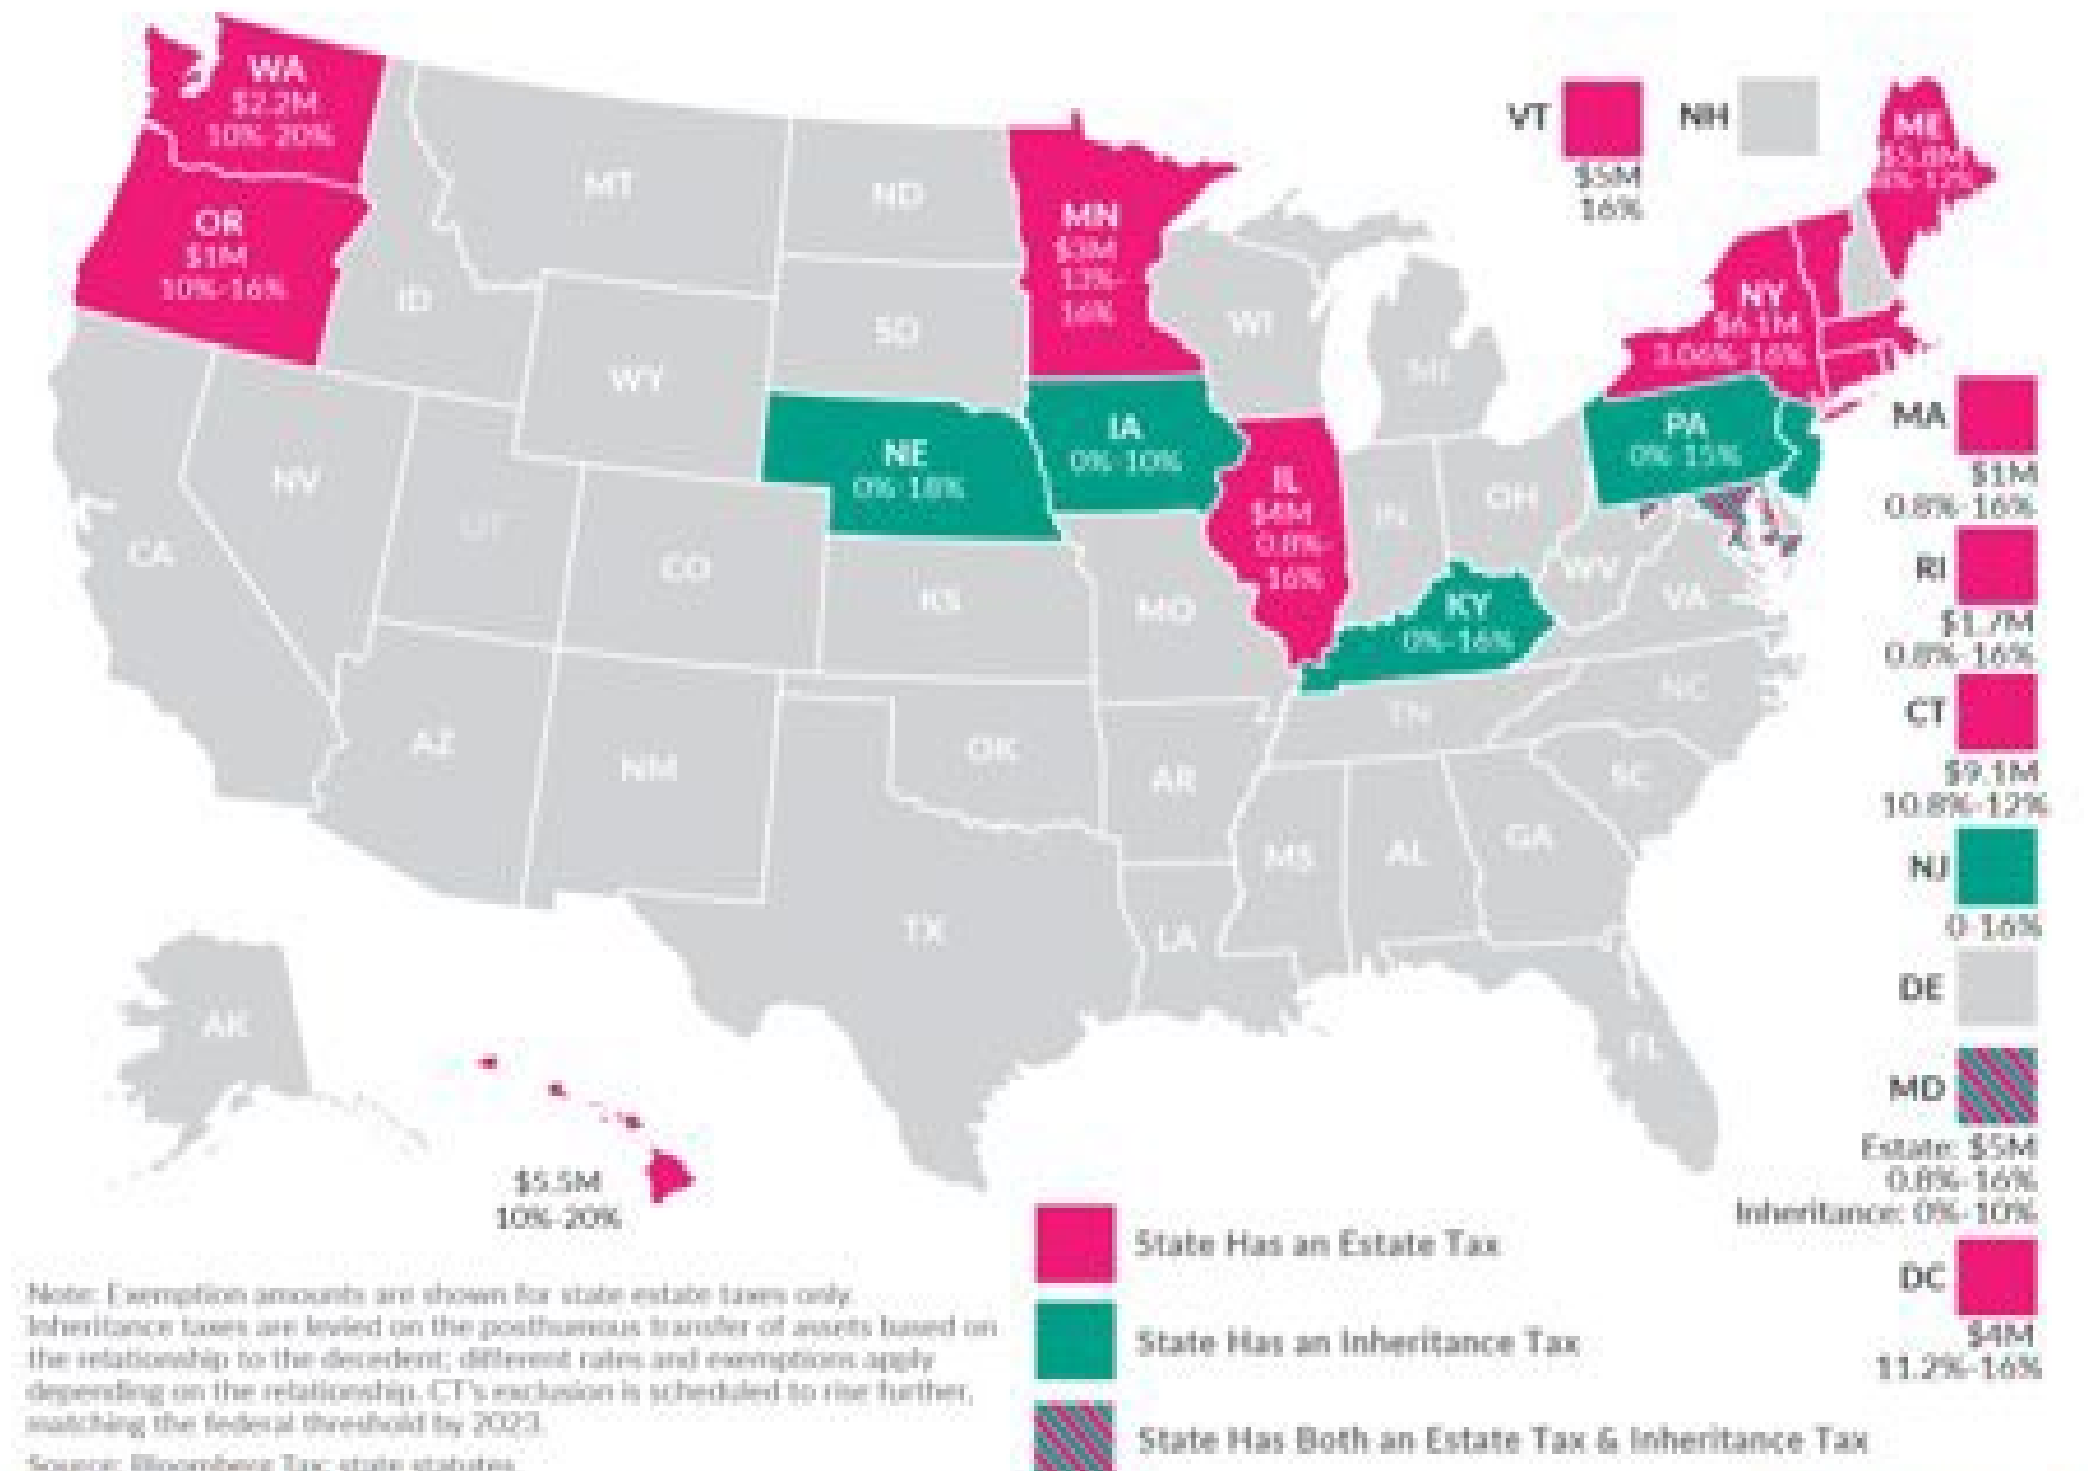 WA
$2.2M
10%-20%
OR
$1M
10%-16%
ID
MT
ND
MN
$3M
13%-
16%
VT
$5M
16%
NH
ME
$5.8M
8%-12%
WY
SD
WI
MI
NY
$6.1M
3.06%-16%
NV
UT
CA
CO
NE
0%-18%
IA
0%-10%
IL
$4M
0.8%-
16%
IN
OH
PA
0%-15%
MA
$1M
0.8%-16%
KS
MO
KY
0%-16%
WV
VA
RI
$1.7M
0.8%-16%
AZ
NM
OK
AR
TN
NC
SC
CT
$9.1M
10.8%-12%
TX
LA
MS
AL
GA
FL
NJ
0-16%
DE
AK
MD
Estate: $5M
0.8%-16%
Inheritance: 0%-10%
DC
$4M
11.2%-16%
$5.5M
10%-20%
State Has an Estate Tax
State Has an Inheritance Tax
State Has Both an Estate Tax & Inheritance Tax
Note: Exemption amounts are shown for state estate taxes only.
Inheritance taxes are levied on the posthumous transfer of assets based on
the relationship to the decedent; different rates and exemptions apply
depending on the relationship. CT's exclusion is scheduled to rise further,
matching the federal threshold by 2023.
Source: Bloomberg Tax; state statutes.